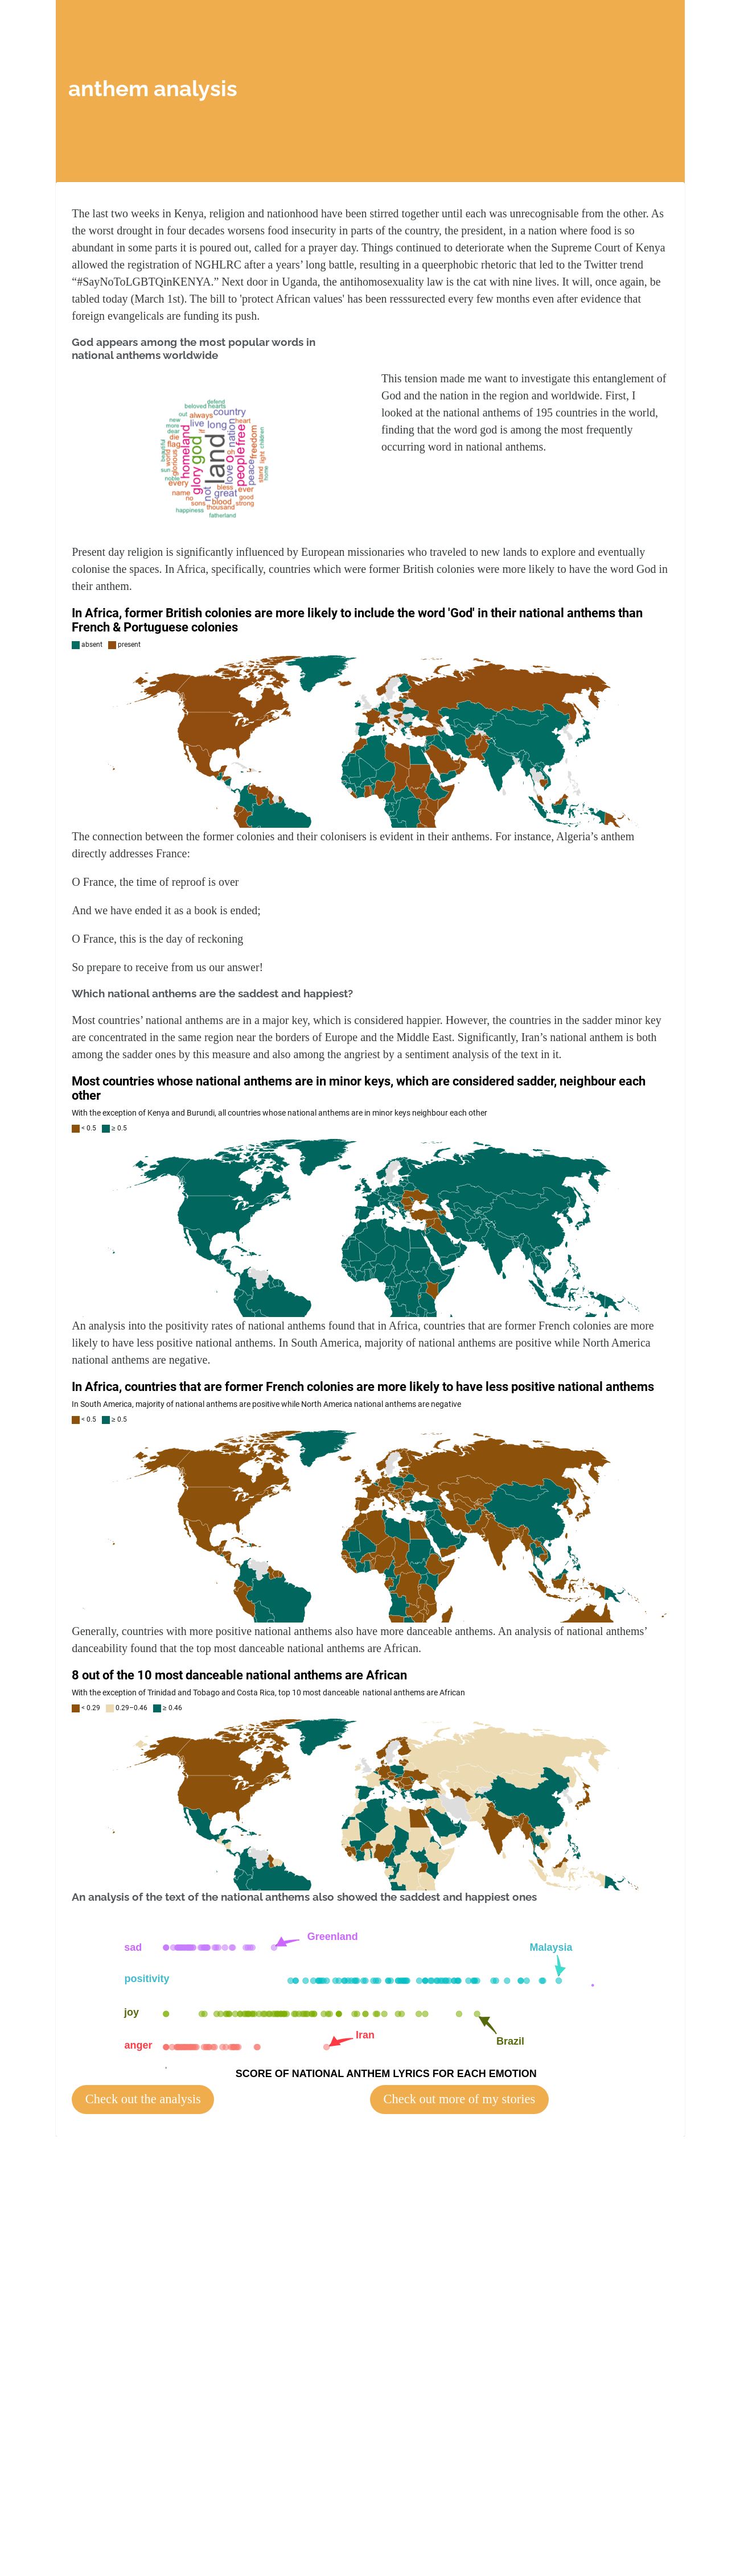 anthem analysis
The last two weeks in Kenya, religion and nationhood have been stirred together until each was unrecognisable from the other. As
the worst drought in four decades worsens food insecurity in parts of the country, the president, in a nation where food is so
abundant in some parts it is poured out, called for a prayer day. Things continued to deteriorate when the Supreme Court of Kenya
allowed the registration of NGHLRC after a years’ long battle, resulting in a queerphobic rhetoric that led to the Twitter trend
“#SayNoToLGBTQinKENYA.” Next door in Uganda, the antihomosexuality law is the cat with nine lives. It will, once again, be
tabled today (March 1st). The bill to 'protect African values' has been resssurected every few months even after evidence that
foreign evangelicals are funding its push.
God appears among the most popular words in
national anthems worldwide
defend
beloved hearts
out always country
new live long heart
more
dear
die
flag
beautiful
world
glorious
homeland
god
glory
land
nation
love
o
people
free
peace
freedom
stand
light
children
home
sun
noble
every
name
no
not
bless ever
great good
sons blood strong
happiness thousand
fatherland
This tension made me want to investigate this entanglement of
God and the nation in the region and worldwide. First, I
looked at the national anthems of 195 countries in the world,
finding that the word god is among the most frequently
occurring word in national anthems.
Present day religion is significantly influenced by European missionaries who traveled to new lands to explore and eventually
colonise the spaces. In Africa, specifically, countries which were former British colonies were more likely to have the word God in
their anthem.
In Africa, former British colonies are more likely to include the word 'God' in their national anthems than
French & Portuguese colonies
absent present
The connection between the former colonies and their colonisers is evident in their anthems. For instance, Algeria’s anthem
directly addresses France:
O France, the time of reproof is over
And we have ended it as a book is ended;
O France, this is the day of reckoning
So prepare to receive from us our answer!
Which national anthems are the saddest and happiest?
Most countries’ national anthems are in a major key, which is considered happier. However, the countries in the sadder minor key
are concentrated in the same region near the borders of Europe and the Middle East. Significantly, Iran’s national anthem is both
among the sadder ones by this measure and also among the angriest by a sentiment analysis of the text in it.
Most countries whose national anthems are in minor keys, which are considered sadder, neighbour each
other
With the exception of Kenya and Burundi, all countries whose national anthems are in minor keys neighbour each other
< 0.5 ≥ 0.5
An analysis into the positivity rates of national anthems found that in Africa, countries that are former French colonies are more
likely to have less positive national anthems. In South America, majority of national anthems are positive while North America
national anthems are negative.
In Africa, countries that are former French colonies are more likely to have less positive national anthems
In South America, majority of national anthems are positive while North America national anthems are negative
< 0.5 ≥ 0.5
Generally, countries with more positive national anthems also have more danceable anthems. An analysis of national anthems’
danceability found that the top most danceable national anthems are African.
8 out of the 10 most danceable national anthems are African
With the exception of Trinidad and Tobago and Costa Rica, top 10 most danceable national anthems are African
< 0.29 0.29–0.46 ≥ 0.46
An analysis of the text of the national anthems also showed the saddest and happiest ones
Greenland
sad
Malaysia
positivity
joy
Iran
Brazil
anger
SCORE OF NATIONAL ANTHEM LYRICS FOR EACH EMOTION
Check out the analysis
Check out more of my stories